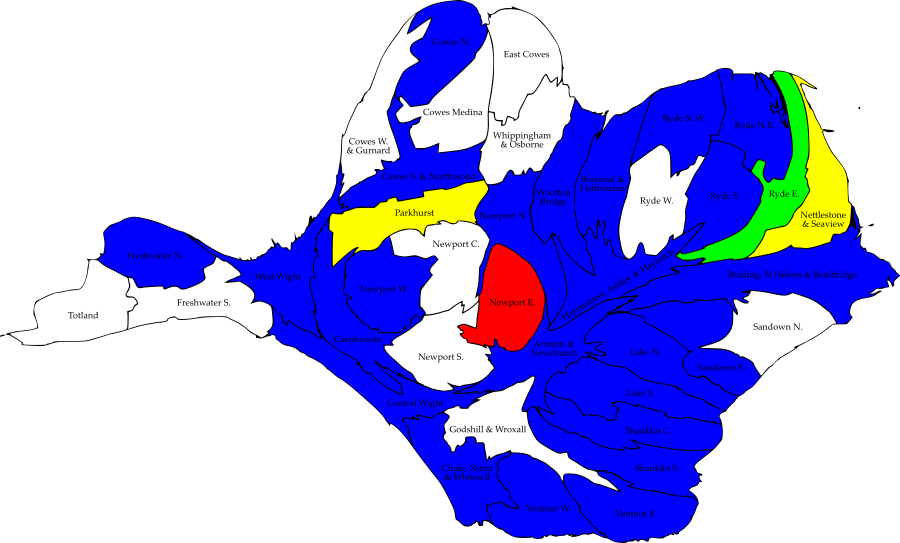 Cowes N.
East Cowes
Cowes Medina
Whippingham
& Osborne
Cowes W.
& Gurnard
Ryde N.W.
Ryde N.E.
Cowes S. & Northwood
Binstead &
Fishbourne
Wootton
Bridge
Ryde W.
Ryde S.
Ryde E.
Parkhurst
Newport N.
Nettlestone
& Seaview
Newport C.
Freshwater N.
West Wight
Havenstreet, Ashey & Haylands
Brading, St Helens & Bembridge
Newport W.
Freshwater S.
Newport E.
Totland
Sandown N.
Carisbrooke
Newport S.
Arreton &
Newchurch
Lake N.
Sandown S.
Lake S.
Central Wight
Godshill & Wroxall
Shanklin C.
Chale, Niton
& Whitwell
Shanklin S.
Ventnor W.
Ventnor E.